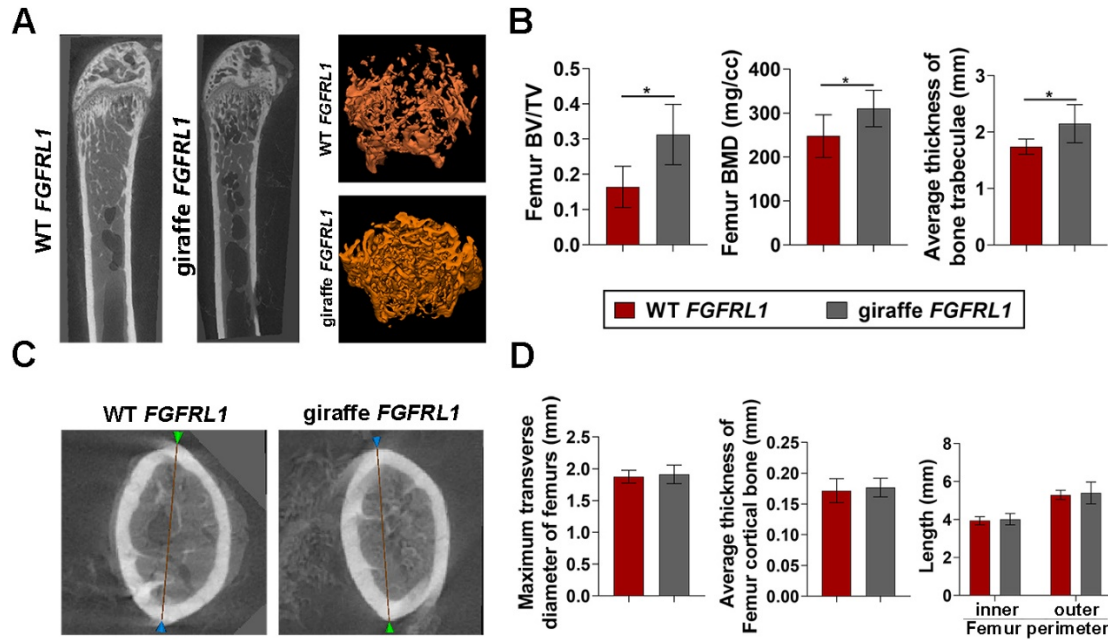 A
WT FGFRL1
giraffe FGFRL1
WT FGFRL1
giraffe FGFRL1
B
Femur BV/TV
0.5
0.4
0.3
0.2
0.1
0.0
*
Femur BMD (mg/cc)
400
300
200
100
0
*
Average thickness of
bone trabeculae (mm)
3
2
1
0
*
WT FGFRL1
giraffe FGFRL1
C
WT FGFRL1
giraffe FGFRL1
D
Maximum transverse
diameter of femurs (mm)
2.5
2.0
1.5
1.0
0.5
0.0
Average thickness of
Femur cortical bone (mm)
0.25
0.20
0.15
0.10
0.05
0.00
Length (mm)
8
6
4
2
0
inner
outer
Femur perimeter